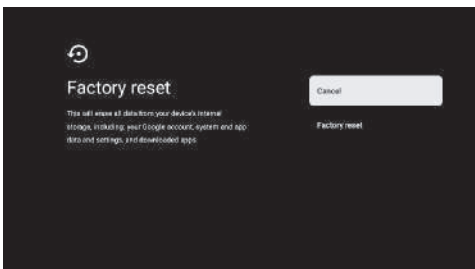 Factory reset
This will erase all data from your device's internal
storage, including: your Google account, system and app
data and settings, and downloaded apps
Cancel
Factory reset